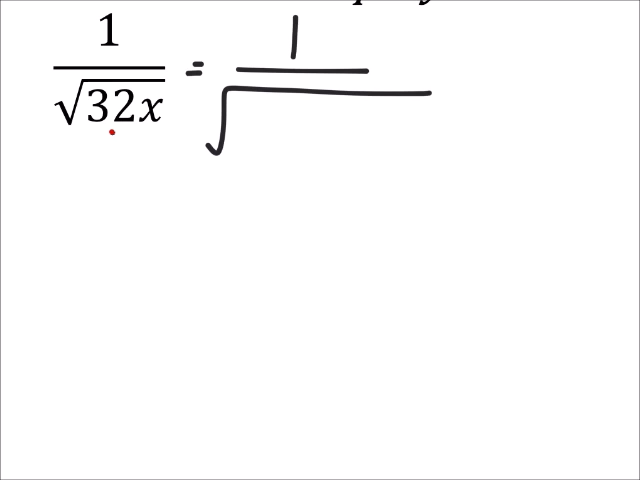 1/√32x = 1/√